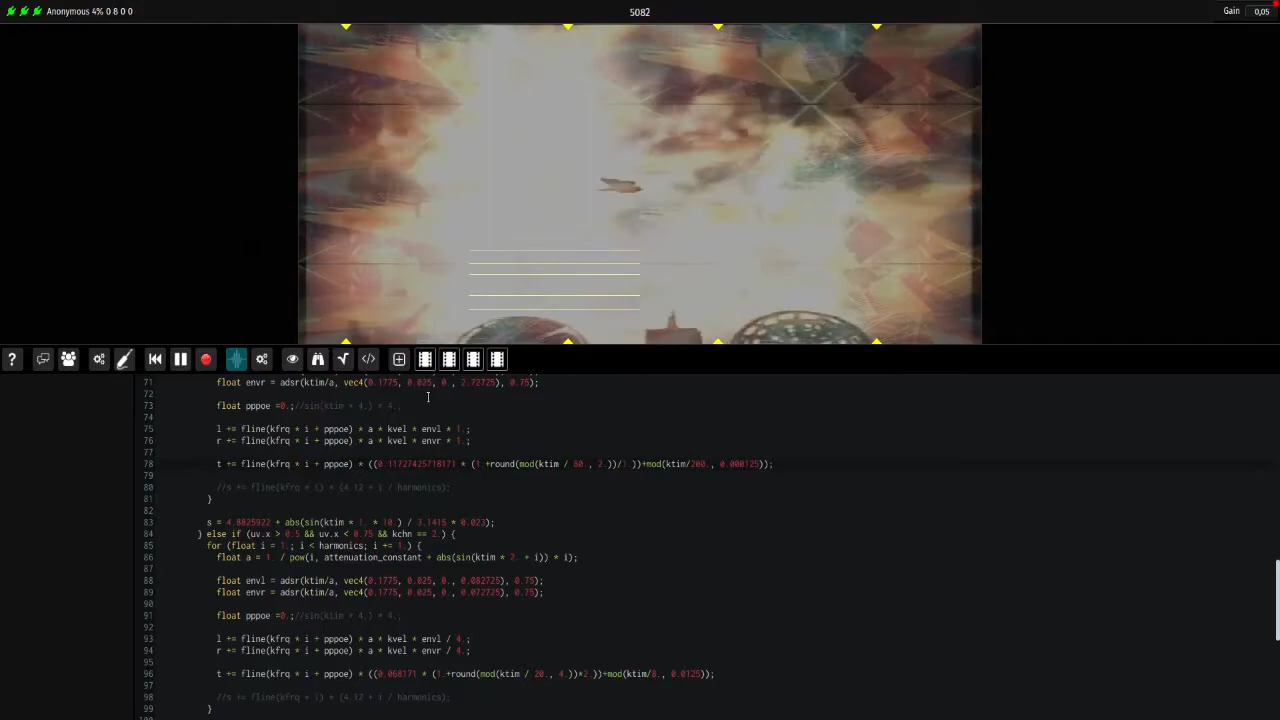 Anonymous 4% 0 8 0 0
5082
Gain 0,05
?
71 float envr = adsr(ktim/a, vec4(0.1775, 0.025, 0., 2.72725), 0.75);
72
73 float pppoe =0.;//sin(ktim * 4.) * 4.;
74
75 l += fline(kfrq * i + pppoe) * a * kvel * envl * 1.;
76 r += fline(kfrq * i + pppoe) * a * kvel * envr * 1.;
77
78 t += fline(kfrq * i + pppoe) * ((0.11727425718171 * (1.+round(mod(ktim / 80., 2.))/1.))+mod(ktim/200., 0.000125));
79
80 //s += fline(kfrq + i) * (4.12 + i / harmonics);
81 }
82
83 s = 4.8825922 + abs(sin(ktim * 1. * 10.) / 3.1415 * 0.023);
84 } else if (uv.x > 0.5 && uv.x < 0.75 && kchn == 2.) {
85 for (float i = 1.; i < harmonics; i += 1.) {
86 float a = 1. / pow(i, attenuation_constant + abs(sin(ktim * 2. + i)) * i);
87
88 float envl = adsr(ktim/a, vec4(0.1775, 0.025, 0., 0.082725), 0.75);
89 float envr = adsr(ktim/a, vec4(0.1775, 0.025, 0., 0.072725), 0.75);
90
91 float pppoe =0.;//sin(ktim * 4.) * 4.;
92
93 l += fline(kfrq * i + pppoe) * a * kvel * envl / 4.;
94 r += fline(kfrq * i + pppoe) * a * kvel * envr / 4.;
95
96 t += fline(kfrq * i + pppoe) * ((0.068171 * (1.+round(mod(ktim / 20., 4.))*2.))+mod(ktim/8., 0.0125));
97
98 //s += fline(kfrq + i) * (4.12 + i / harmonics);
99 }